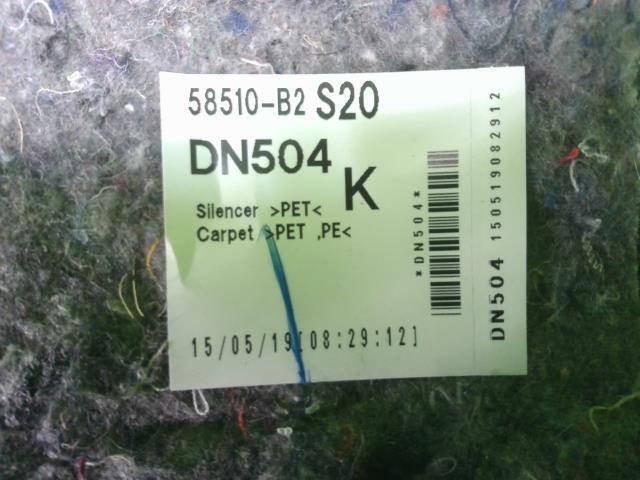 58510-B2 S20
DN504
K
Silencer >PET<
Carpet >PET ,PE<
15/05/19[08:29:12]
*DN504*
DN504 150519082912